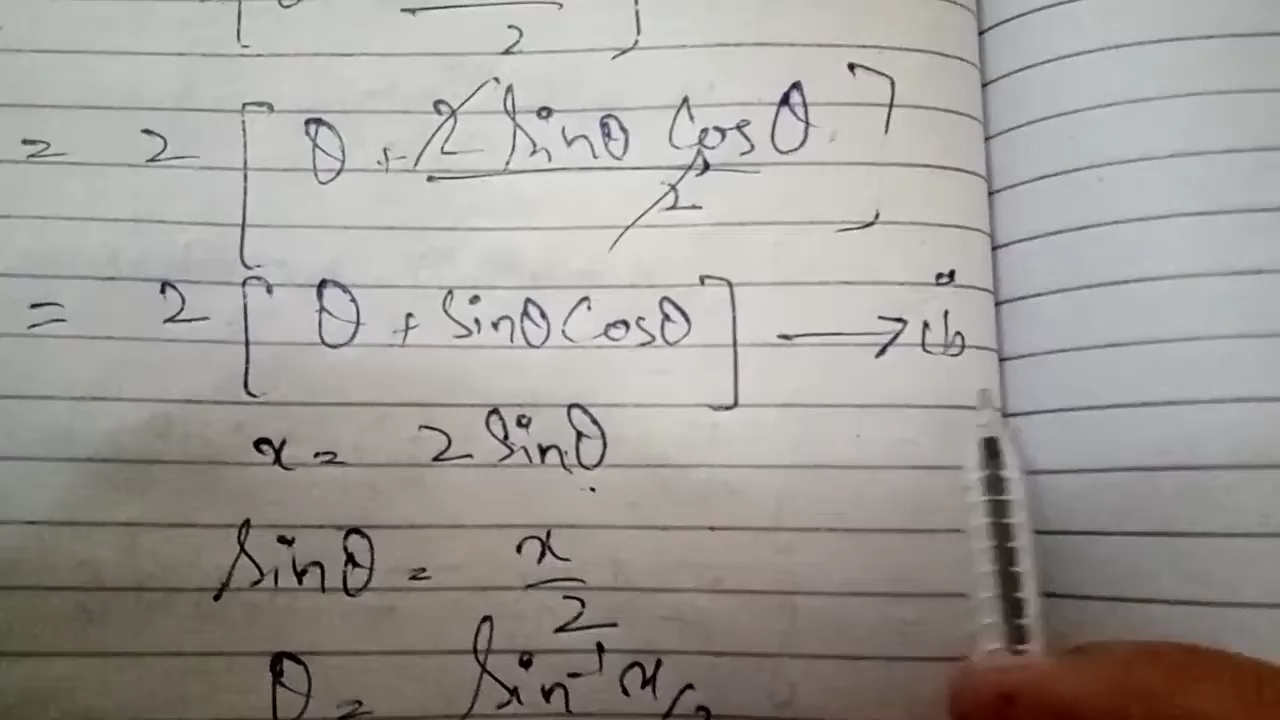 2
= 2 [ θ + 2 sinθ cosθ / 2 ]
= 2 [ θ + sinθ cosθ ] →
x = 2 sinθ
sinθ = x/2
θ = sin⁻¹ x/2